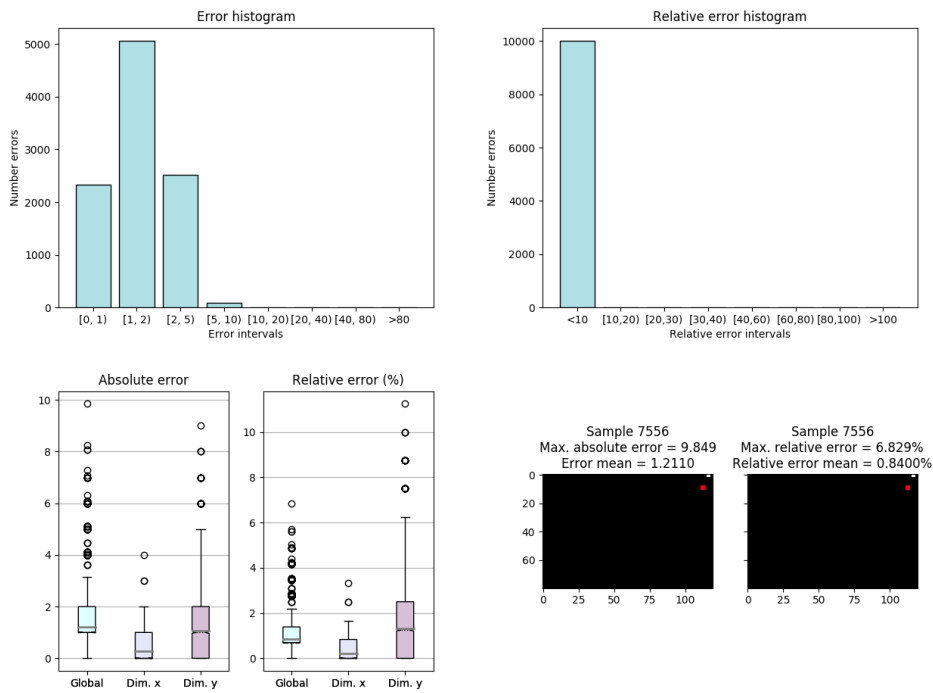 Error histogram
Number errors
5000
4000
3000
2000
1000
0
[0, 1) [1, 2) [2, 5) [5, 10) [10, 20) [20, 40) [40, 80) >80
Error intervals
Relative error histogram
Number errors
10000
8000
6000
4000
2000
0
<10 [10,20) [20,30) [30,40) [40,60) [60,80) [80,100) >100
Relative error intervals
Absolute error
10
8
6
4
2
0
Global Dim. x Dim. y
Relative error (%)
10
8
6
4
2
0
Global Dim. x Dim. y
Sample 7556
Max. absolute error = 9.849
Error mean = 1.2110
0
20
40
60
0 50 100
Sample 7556
Max. relative error = 6.829%
Relative error mean = 0.8400%
0 50 100